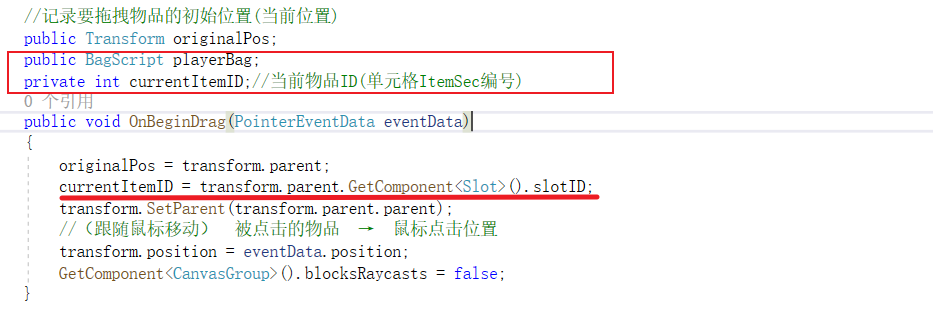 //记录要拖拽物品的初始位置(当前位置)
public Transform originalPos;
public BagScript playerBag;
private int currentItemID;//当前物品ID(单元格ItemSec编号)
0 个引用
public void OnBeginDrag(PointerEventData eventData)
{
originalPos = transform.parent;
currentItemID = transform.parent.GetComponent<Slot>().slotID;
transform.SetParent(transform.parent.parent);
//（跟随鼠标移动） 被点击的物品 → 鼠标点击位置
transform.position = eventData.position;
GetComponent<CanvasGroup>().blocksRaycasts = false;
}